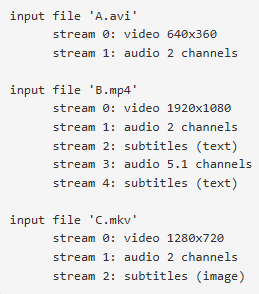 input file 'A.avi'
stream 0: video 640x360
stream 1: audio 2 channels
input file 'B.mp4'
stream 0: video 1920x1080
stream 1: audio 2 channels
stream 2: subtitles (text)
stream 3: audio 5.1 channels
stream 4: subtitles (text)
input file 'C.mkv'
stream 0: video 1280x720
stream 1: audio 2 channels
stream 2: subtitles (image)